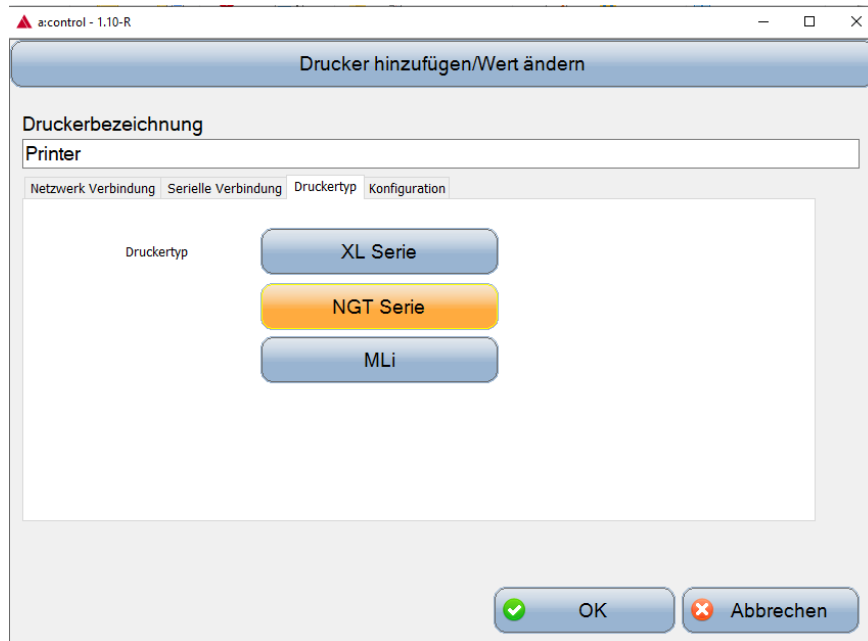 a:control - 1.10-R
Drucker hinzufügen/Wert ändern
Druckerbezeichnung
Printer
Netzwerk Verbindung Serielle Verbindung Druckertyp Konfiguration
Druckertyp XL Serie
NGT Serie
MLi
OK Abbrechen